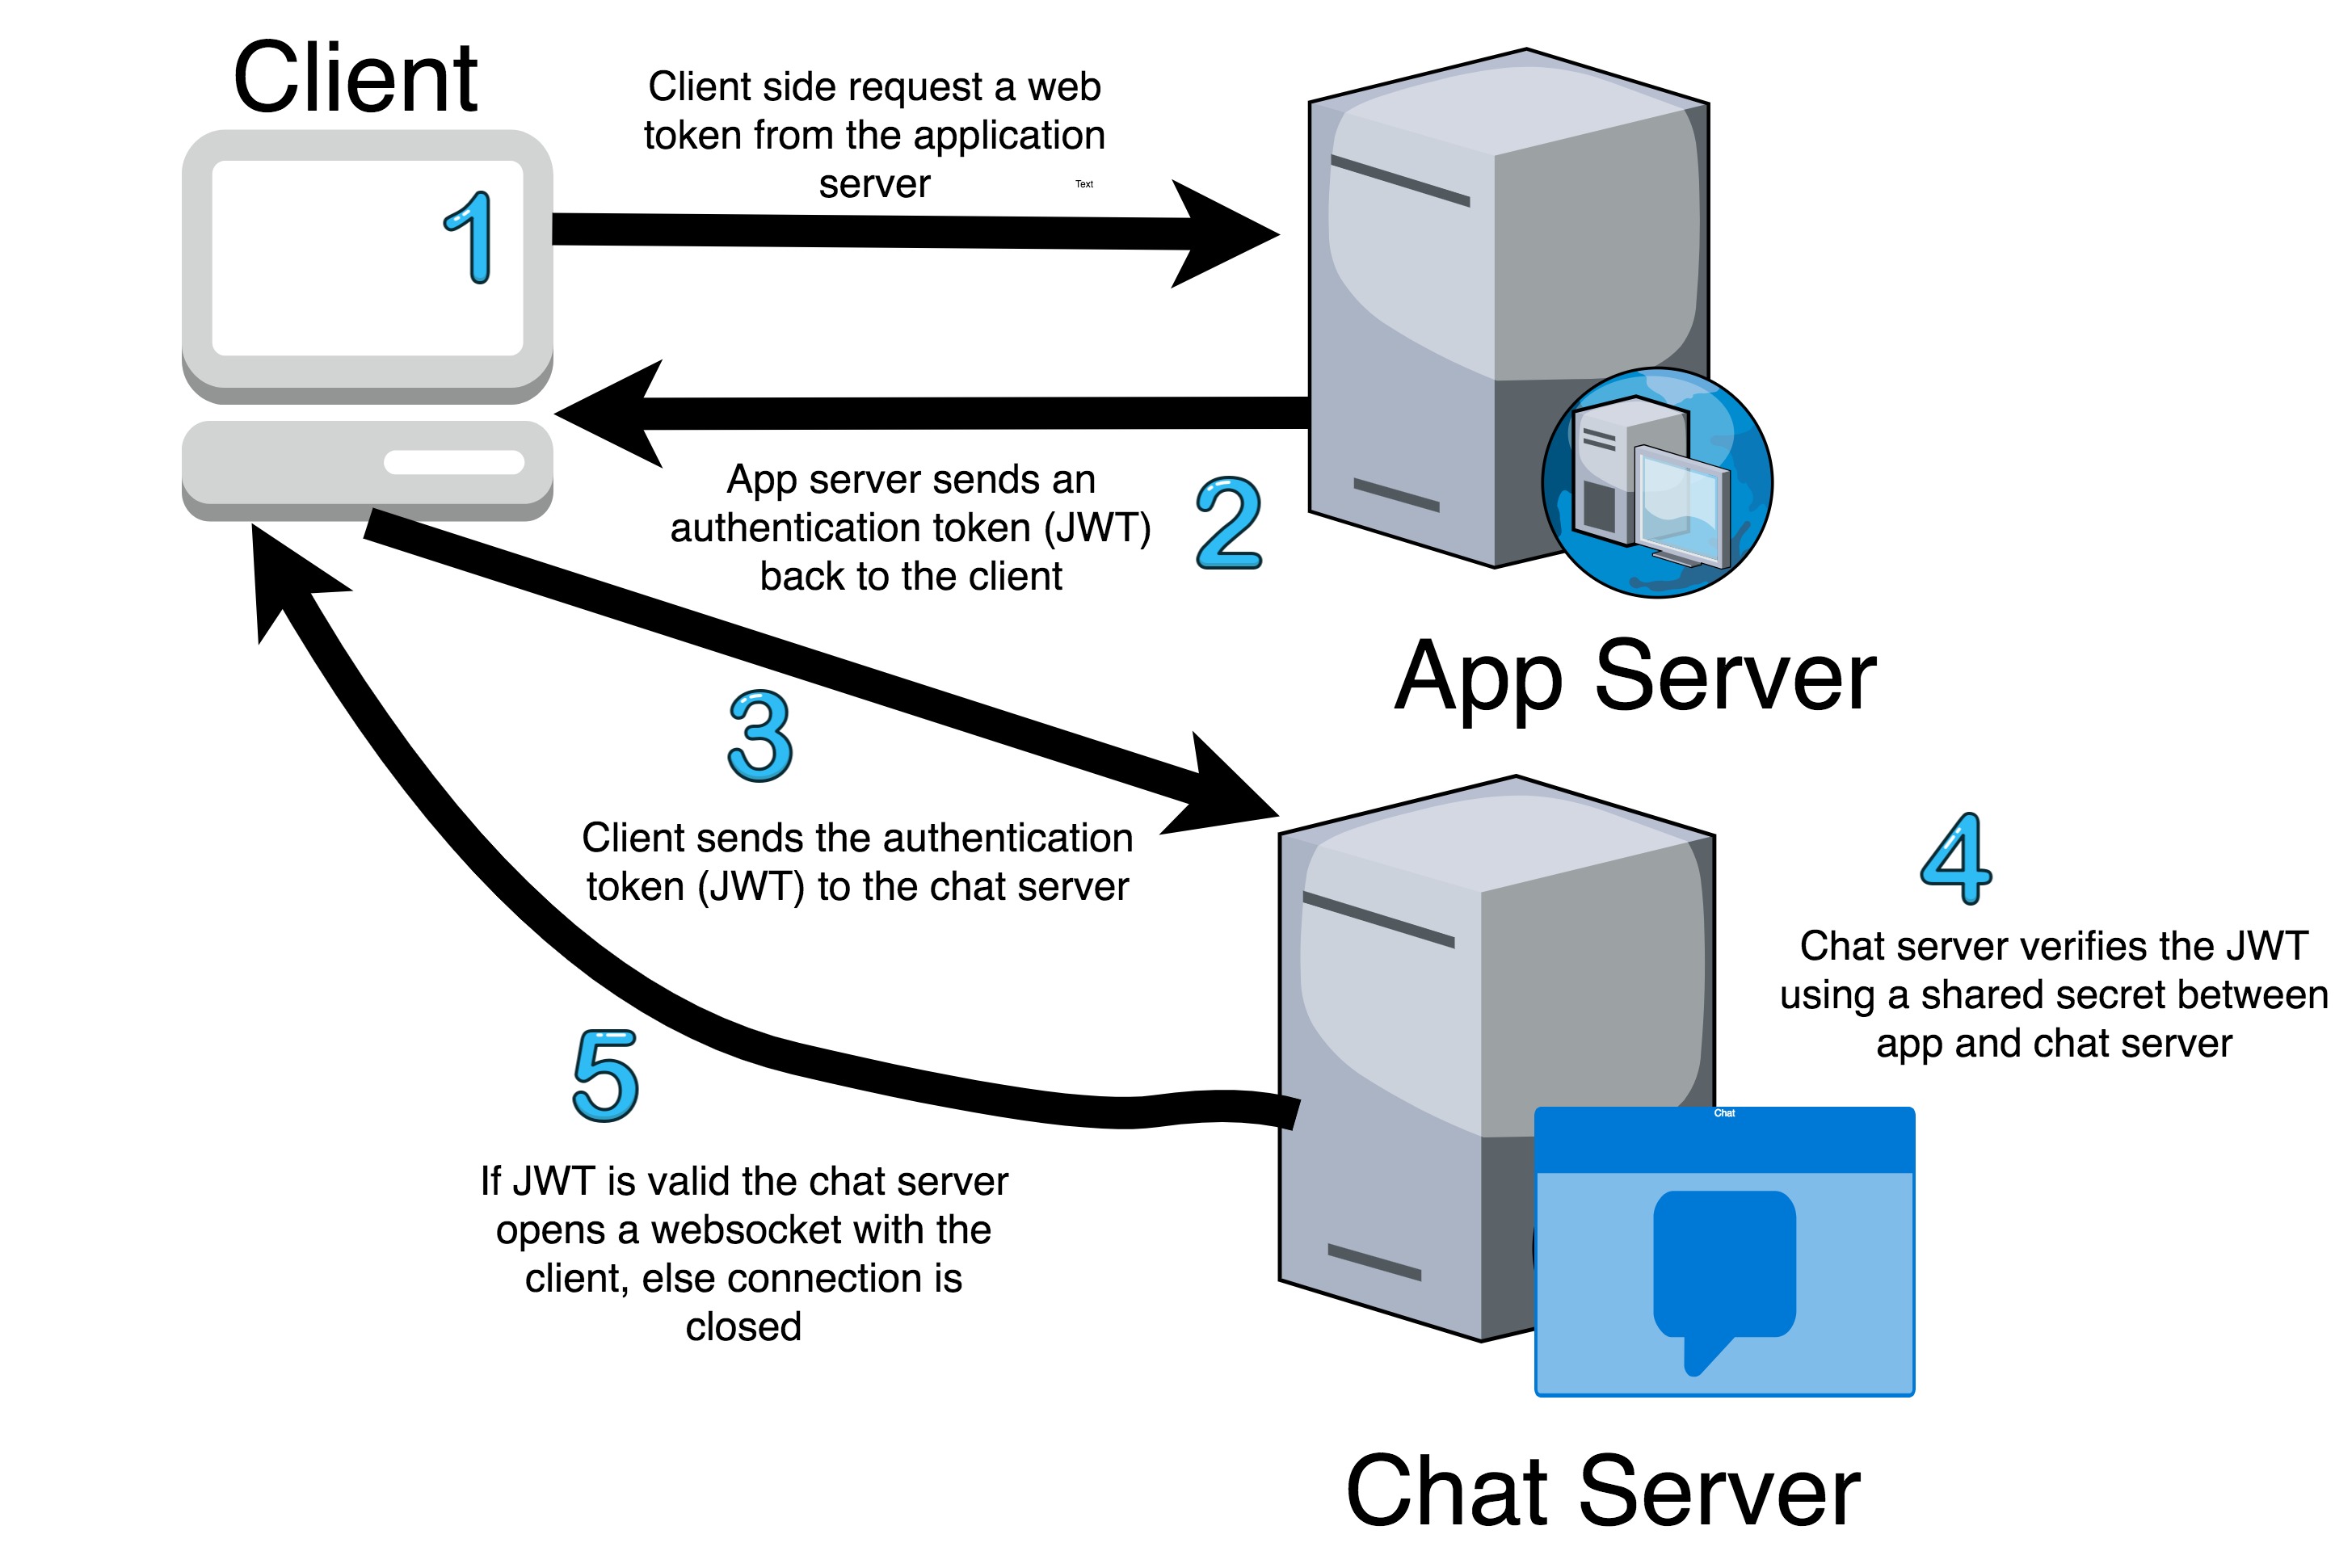 Client
Client side request a web
token from the application
server
Text
1
App server sends an
authentication token (JWT)
back to the client
2
App Server
3
Client sends the authentication
token (JWT) to the chat server
4
Chat server verifies the JWT
using a shared secret between
app and chat server
5
If JWT is valid the chat server
opens a websocket with the
client, else connection is
closed
Chat
Chat Server